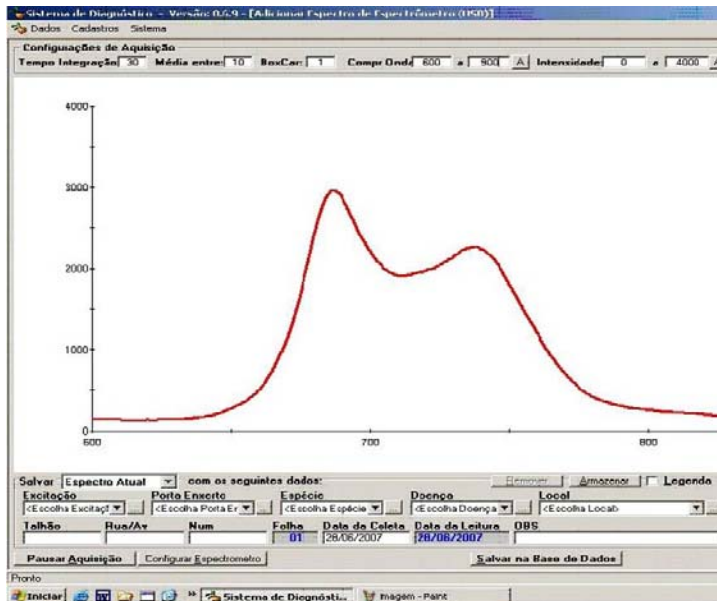 Sistema de Diagnóstico - Versão: 0.6.9 - [Adicionar Espectro de Espectrômetro (USB)]
Dados Cadastros Sistema
Configurações de Aquisição
Tempo Integração: 30 Média entre: 10 BoxCar: 1 Compr.Onda 600 a 900 A Intensidade: 0 a 4000 A
4000
3000
2000
1000
0
600 700 800
Salvar Espectro Atual com os seguintes dados: Remover Armazenar Legenda
Excitação Porta Enxerto Espécie Doença Local
<Escolha Excitaçã <Escolha Porta Er <Escolha Espécie <Escolha Doença <Escolha Local>
Talhão Rua/Av Num Folha Data da Coleta Data da Leitura OBS
01 28/06/2007 28/06/2007
Pausar Aquisição Configurar Espectrometro Salvar na Base de Dados
Pronto
Iniciar » Sistema de Diagnósti... Imagem - Paint